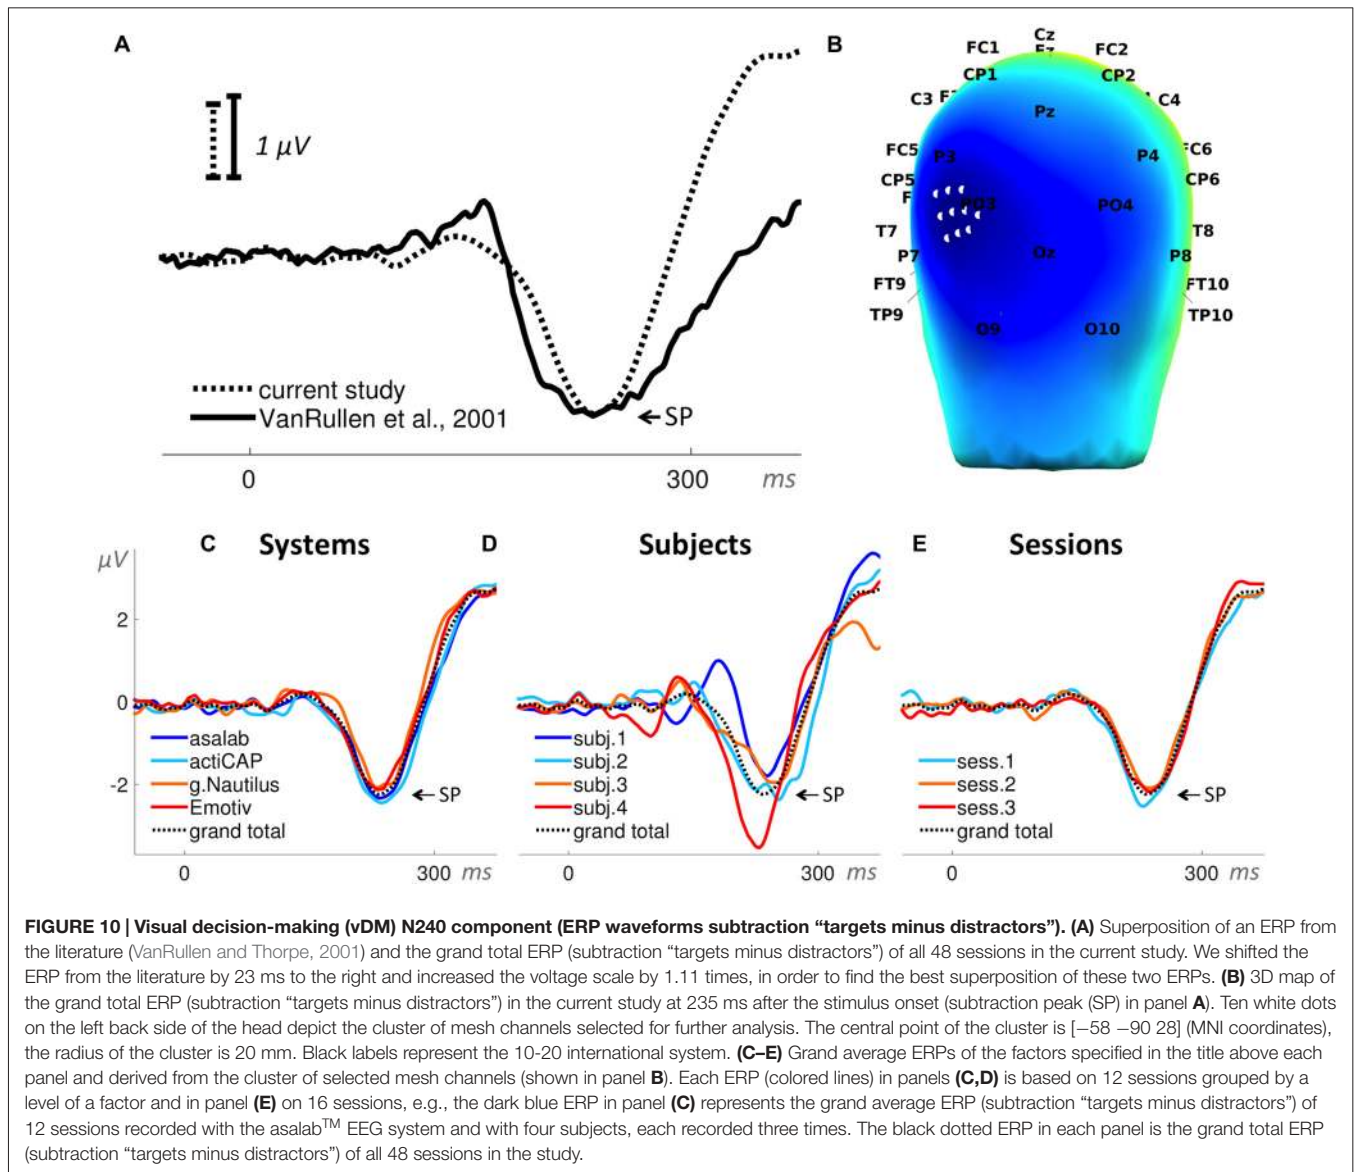 A
B
1 µV
current study
VanRullen et al., 2001
SP
0
300
ms
Cz
Fz
FC1
FC2
CP1
CP2
C3
C4
Pz
FC5
P3
P4
FC6
CP5
CP6
F
PO3
PO4
T7
T8
P7
Oz
P8
FT9
FT10
TP9
TP10
O9
O10
C Systems
D Subjects
E Sessions
µV
2
0
-2
asalab
actiCAP
g.Nautilus
Emotiv
grand total
SP
0
300 ms
subj.1
subj.2
subj.3
subj.4
grand total
SP
0
300 ms
sess.1
sess.2
sess.3
grand total
SP
0
300 ms
FIGURE 10 | Visual decision-making (vDM) N240 component (ERP waveforms subtraction “targets minus distractors”). (A) Superposition of an ERP from
the literature (VanRullen and Thorpe, 2001) and the grand total ERP (subtraction “targets minus distractors”) of all 48 sessions in the current study. We shifted the
ERP from the literature by 23 ms to the right and increased the voltage scale by 1.11 times, in order to find the best superposition of these two ERPs. (B) 3D map of
the grand total ERP (subtraction “targets minus distractors”) in the current study at 235 ms after the stimulus onset (subtraction peak (SP) in panel A). Ten white dots
on the left back side of the head depict the cluster of mesh channels selected for further analysis. The central point of the cluster is [−58 −90 28] (MNI coordinates),
the radius of the cluster is 20 mm. Black labels represent the 10-20 international system. (C–E) Grand average ERPs of the factors specified in the title above each
panel and derived from the cluster of selected mesh channels (shown in panel B). Each ERP (colored lines) in panels (C,D) is based on 12 sessions grouped by a
level of a factor and in panel (E) on 16 sessions, e.g., the dark blue ERP in panel (C) represents the grand average ERP (subtraction “targets minus distractors”) of
12 sessions recorded with the asalab™ EEG system and with four subjects, each recorded three times. The black dotted ERP in each panel is the grand total ERP
(subtraction “targets minus distractors”) of all 48 sessions in the study.